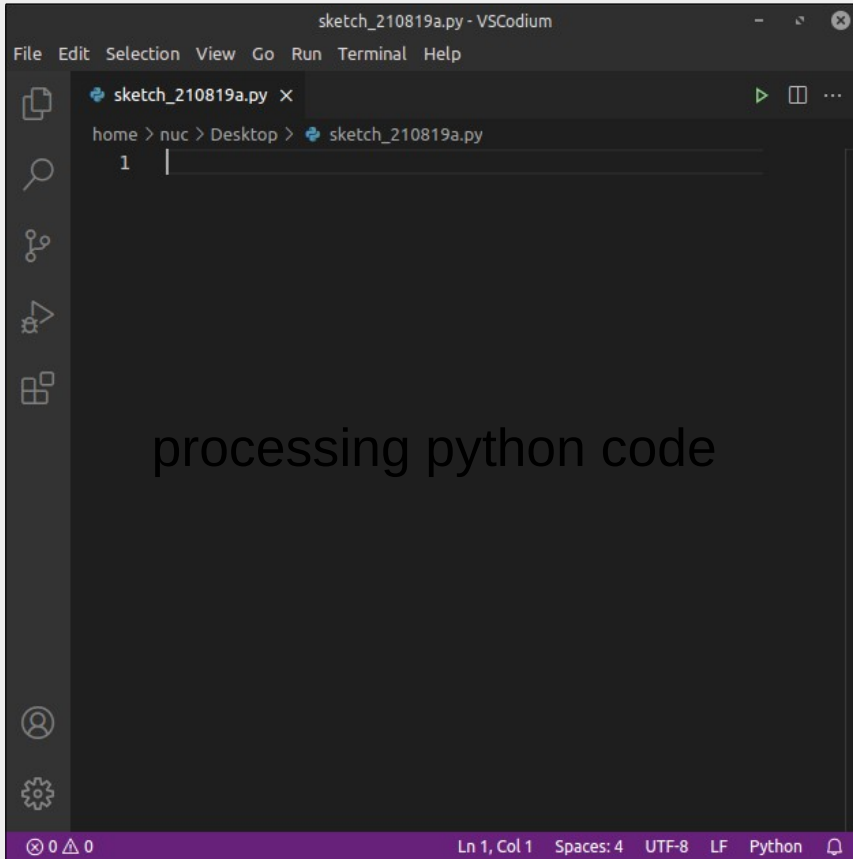 sketch_210819a.py - VSCodium
File Edit Selection View Go Run Terminal Help
sketch_210819a.py
home > nuc > Desktop > sketch_210819a.py
1
processing python code
0 0 Ln 1, Col 1 Spaces: 4 UTF-8 LF Python